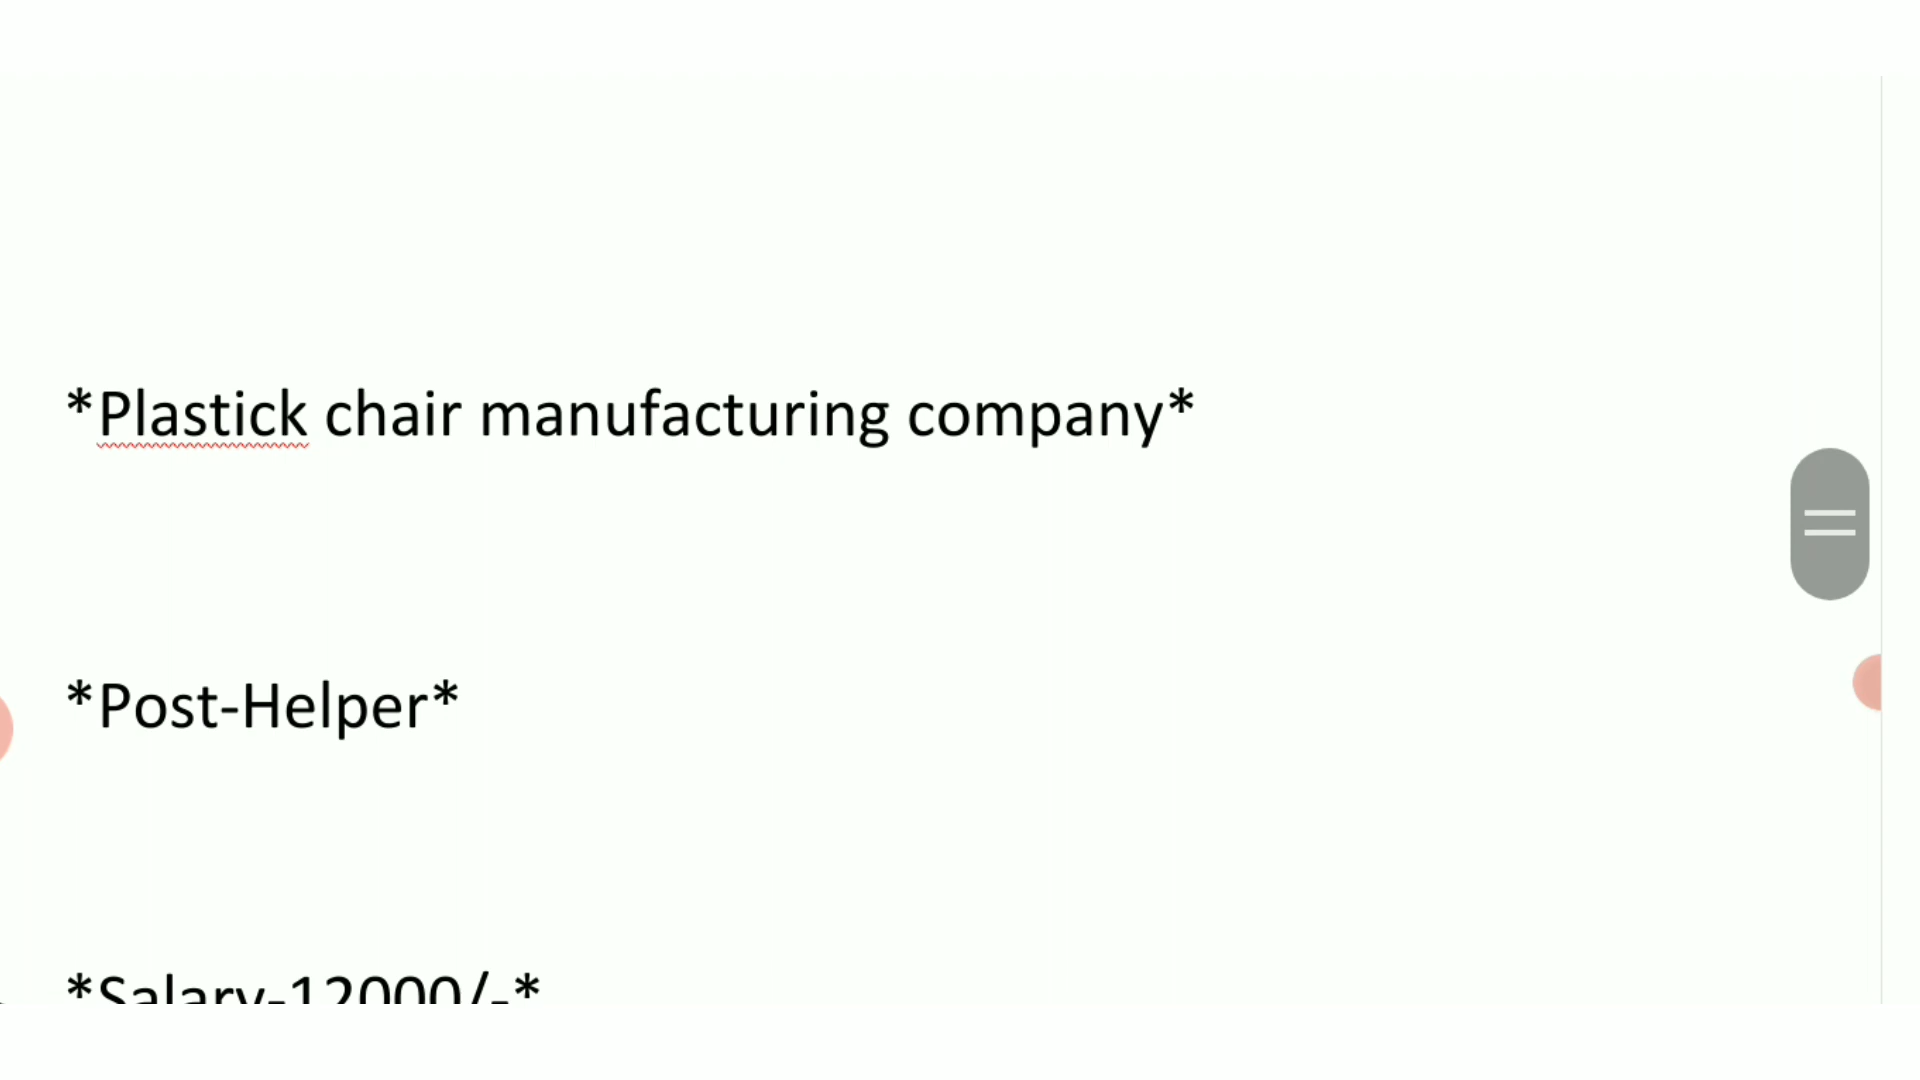 *Plastick chair manufacturing company*
*Post-Helper*
*Salary-12000/-*